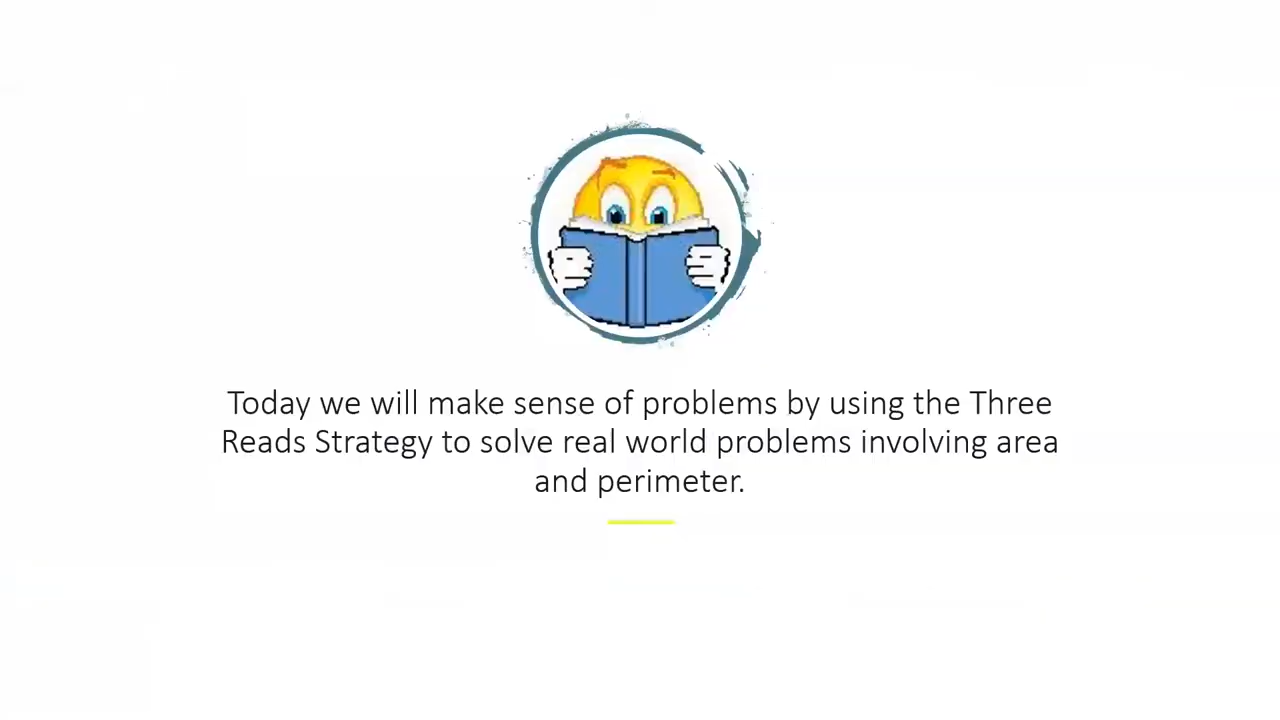 Today we will make sense of problems by using the Three
Reads Strategy to solve real world problems involving area
and perimeter.